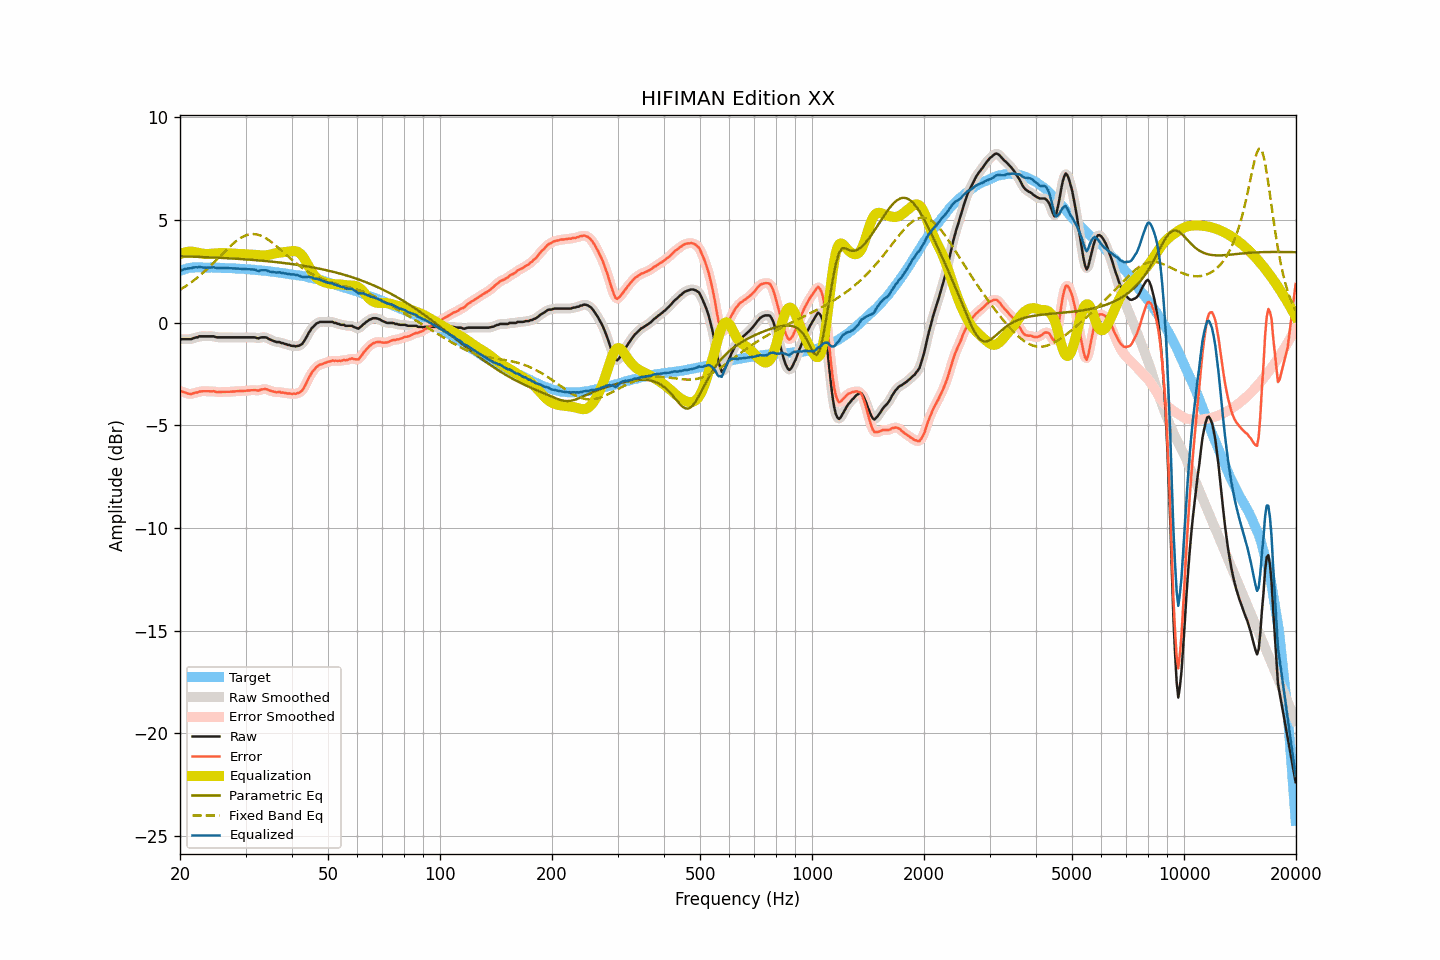 HIFIMAN Edition XX
10
5
0
−5
−10
−15
−20
−25
Amplitude (dBr)
Target
Raw Smoothed
Error Smoothed
Raw
Error
Equalization
Parametric Eq
Fixed Band Eq
Equalized
20 50 100 200 500 1000 2000 5000 10000 20000
Frequency (Hz)